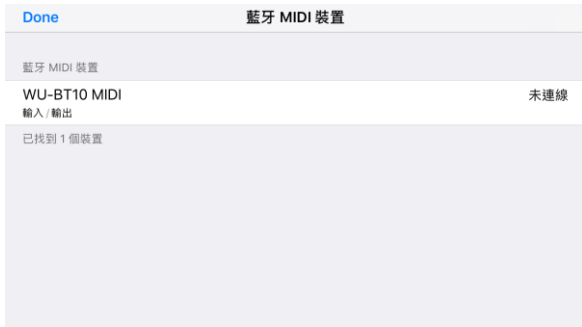 Done
藍牙 MIDI 裝置
藍牙 MIDI 裝置
WU-BT10 MIDI
未連線
輸入/輸出
已找到 1 個裝置